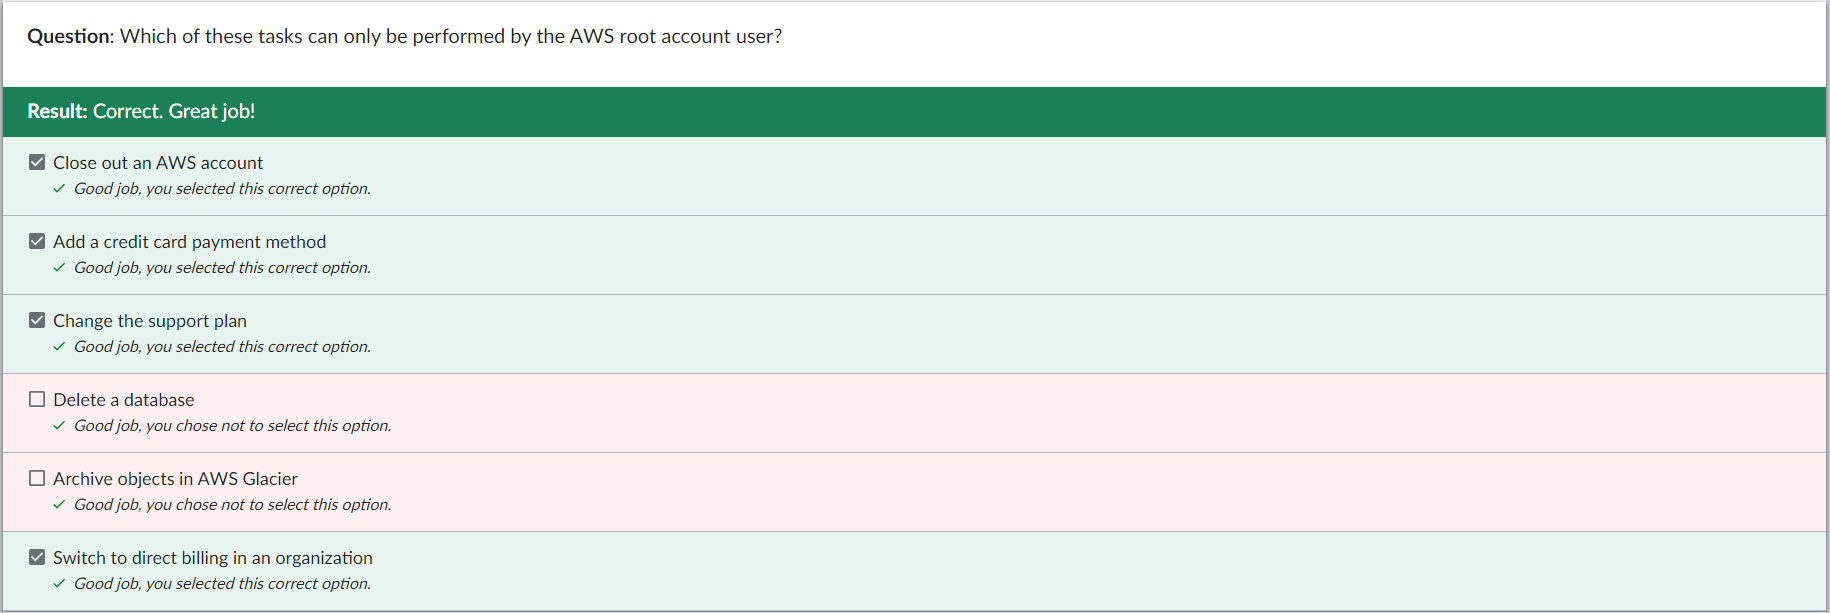 Question: Which of these tasks can only be performed by the AWS root account user?
Result: Correct. Great job!
Close out an AWS account
Good job, you selected this correct option.
Add a credit card payment method
Good job, you selected this correct option.
Change the support plan
Good job, you selected this correct option.
Delete a database
Good job, you chose not to select this option.
Archive objects in AWS Glacier
Good job, you chose not to select this option.
Switch to direct billing in an organization
Good job, you selected this correct option.